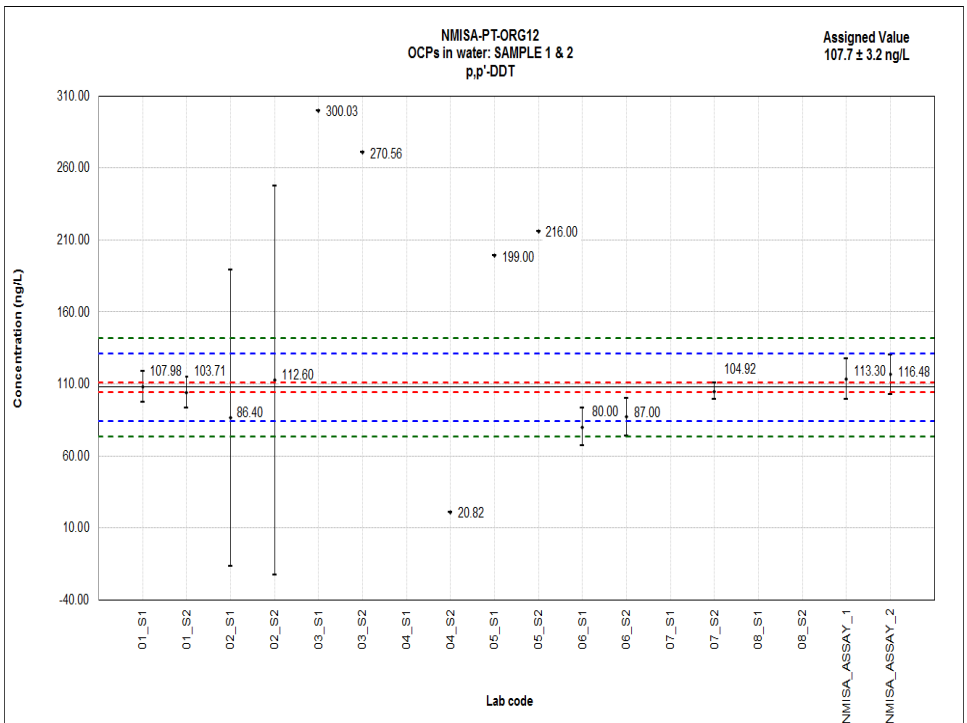 NMISA-PT-ORG12
OCPs in water: SAMPLE 1 & 2
p,p'-DDT
Assigned Value
107.7 ± 3.2 ng/L
Concentration (ng/L)
310.00
260.00
210.00
160.00
110.00
60.00
10.00
-40.00
107.98
103.71
86.40
112.60
300.03
270.56
20.82
199.00
216.00
80.00
87.00
104.92
113.30
116.48
01_S1
01_S2
02_S1
02_S2
03_S1
03_S2
04_S1
04_S2
05_S1
05_S2
06_S1
06_S2
07_S1
07_S2
08_S1
08_S2
NMISA_ASSAY_1
NMISA_ASSAY_2
Lab code